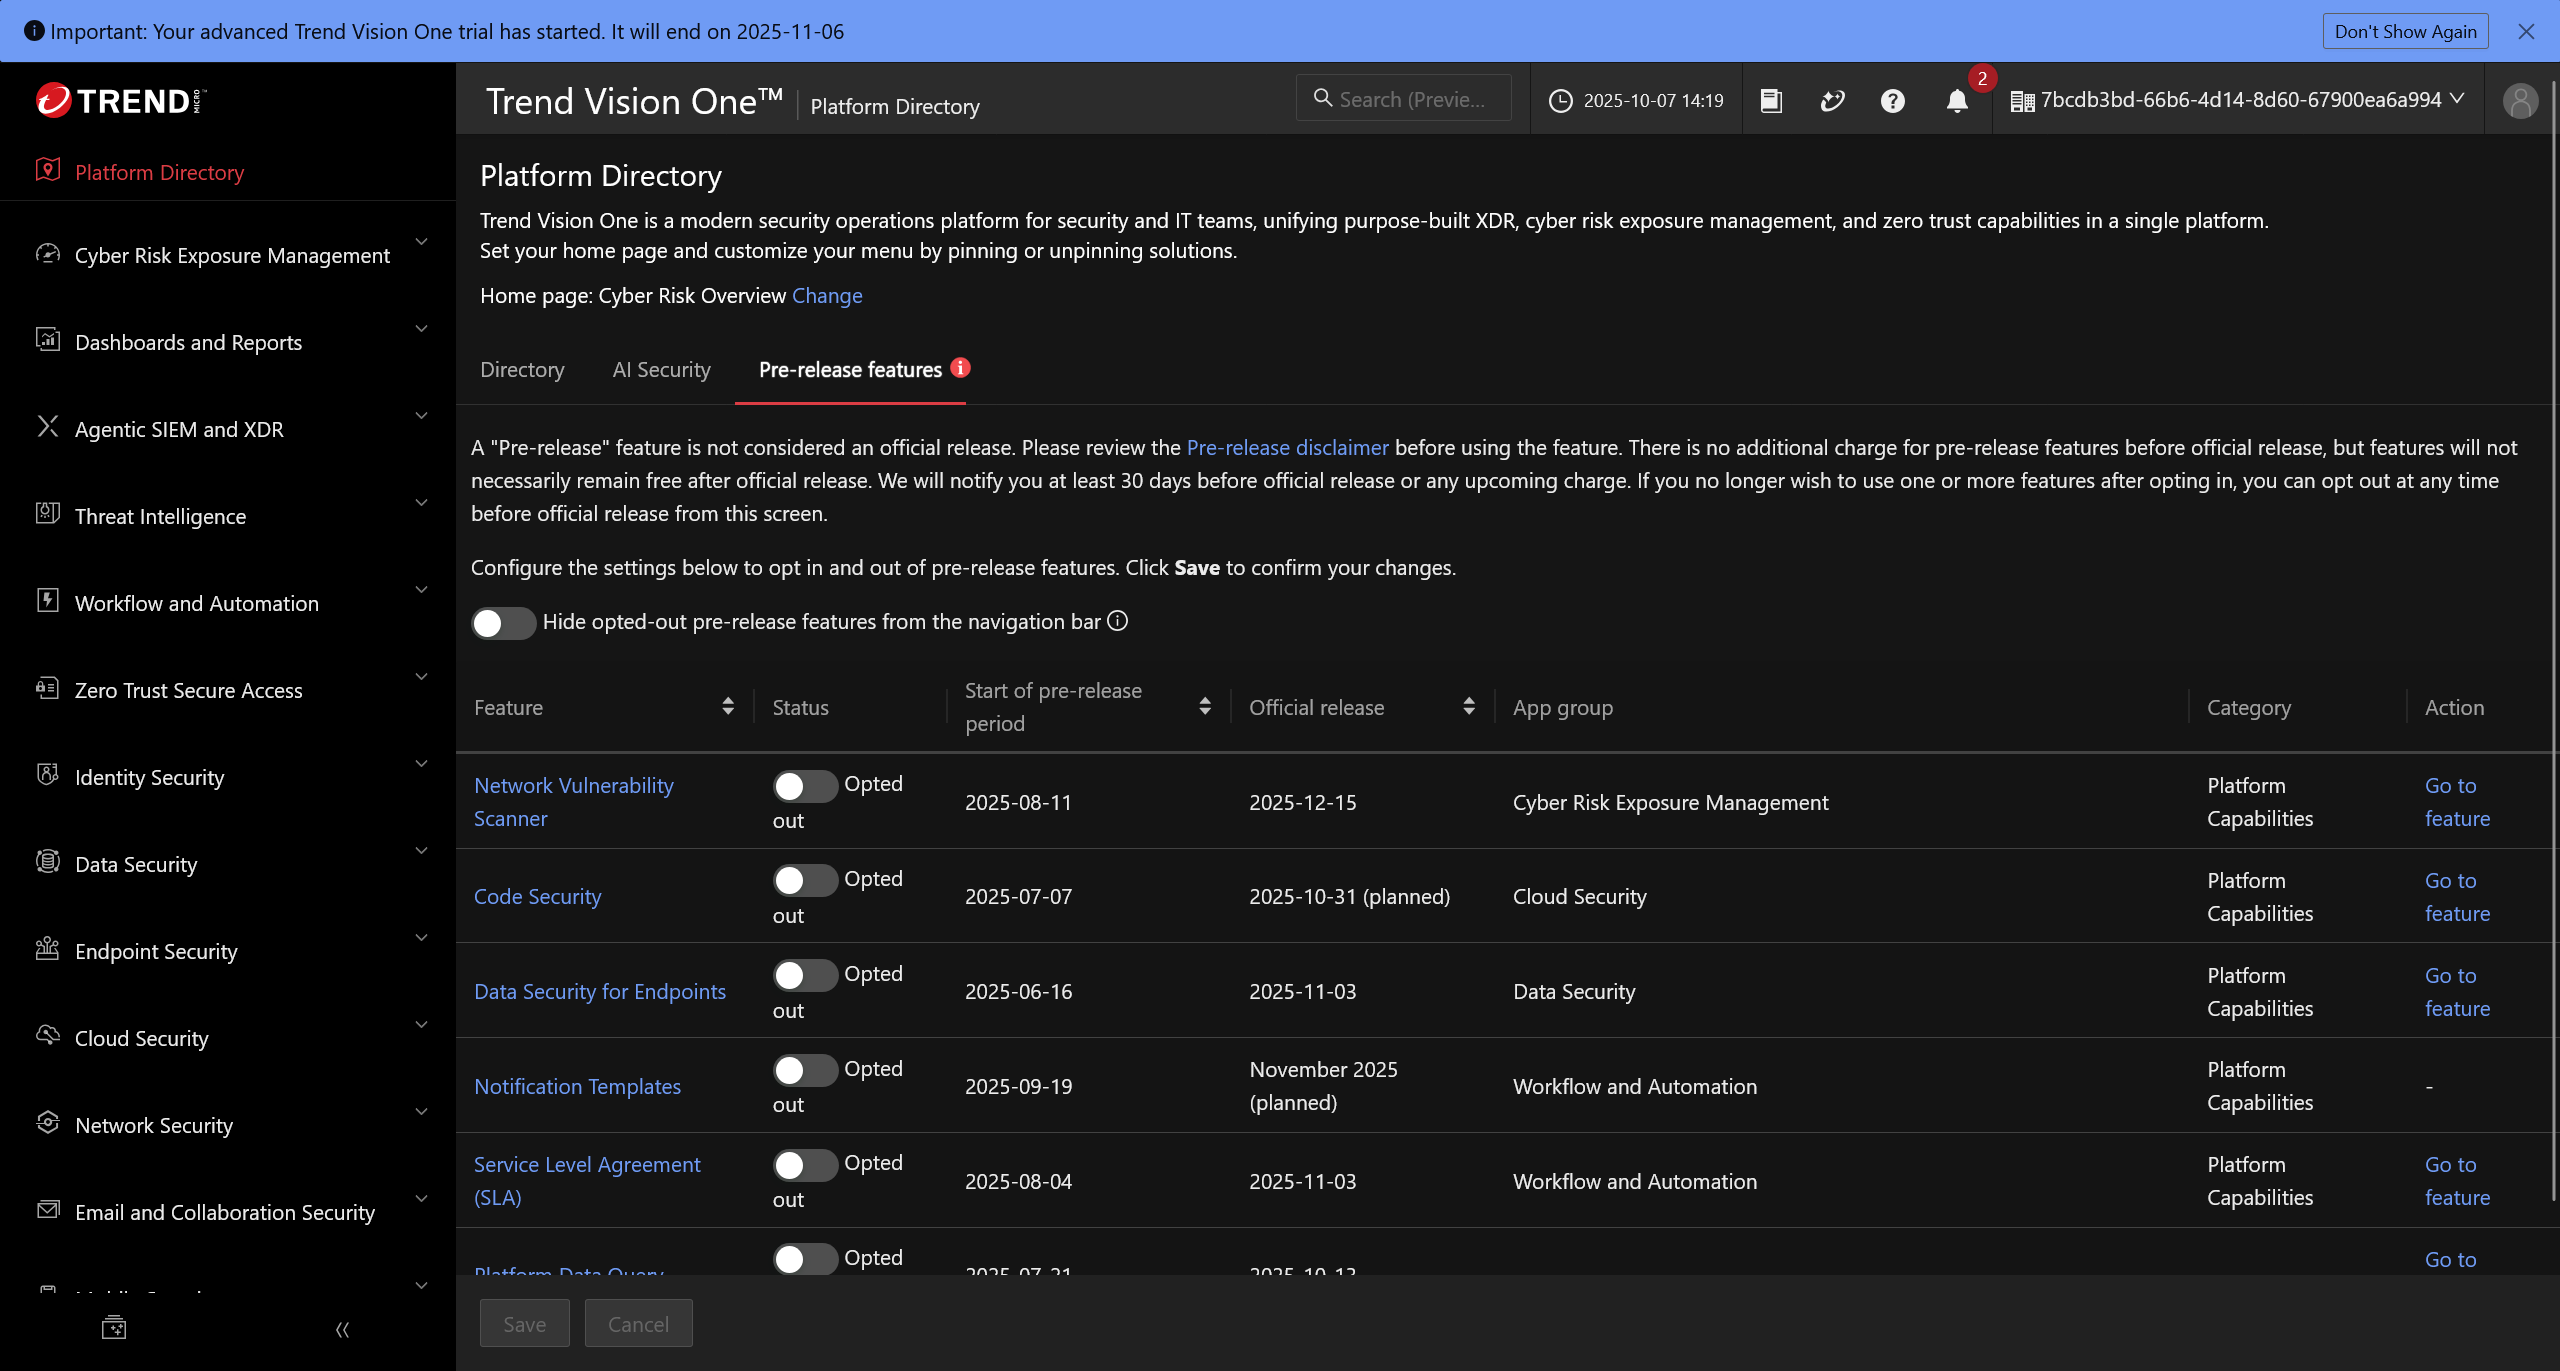 Important: Your advanced Trend Vision One trial has started. It will end on 2025-11-06
Don't Show Again
TREND MICRO™
Trend Vision One™
Platform Directory
Search (Previe...
2025-10-07 14:19
2
7bcdb3bd-66b6-4d14-8d60-67900ea6a994
Platform Directory
Cyber Risk Exposure Management
Dashboards and Reports
Agentic SIEM and XDR
Threat Intelligence
Workflow and Automation
Zero Trust Secure Access
Identity Security
Data Security
Endpoint Security
Cloud Security
Network Security
Email and Collaboration Security
Platform Directory
Trend Vision One is a modern security operations platform for security and IT teams, unifying purpose-built XDR, cyber risk exposure management, and zero trust capabilities in a single platform.
Set your home page and customize your menu by pinning or unpinning solutions.
Home page: Cyber Risk Overview Change
Directory
AI Security
Pre-release features
A "Pre-release" feature is not considered an official release. Please review the Pre-release disclaimer before using the feature. There is no additional charge for pre-release features before official release, but features will not
necessarily remain free after official release. We will notify you at least 30 days before official release or any upcoming charge. If you no longer wish to use one or more features after opting in, you can opt out at any time
before official release from this screen.
Configure the settings below to opt in and out of pre-release features. Click Save to confirm your changes.
Hide opted-out pre-release features from the navigation bar
Feature
Status
Start of pre-release
period
Official release
App group
Category
Action
Network Vulnerability
Scanner
Opted
out
2025-08-11
2025-12-15
Cyber Risk Exposure Management
Platform
Capabilities
Go to
feature
Code Security
Opted
out
2025-07-07
2025-10-31 (planned)
Cloud Security
Platform
Capabilities
Go to
feature
Data Security for Endpoints
Opted
out
2025-06-16
2025-11-03
Data Security
Platform
Capabilities
Go to
feature
Notification Templates
Opted
out
2025-09-19
November 2025
(planned)
Workflow and Automation
Platform
Capabilities
-
Service Level Agreement
(SLA)
Opted
out
2025-08-04
2025-11-03
Workflow and Automation
Platform
Capabilities
Go to
feature
Platform Data Query
Opted
Go to
Save
Cancel